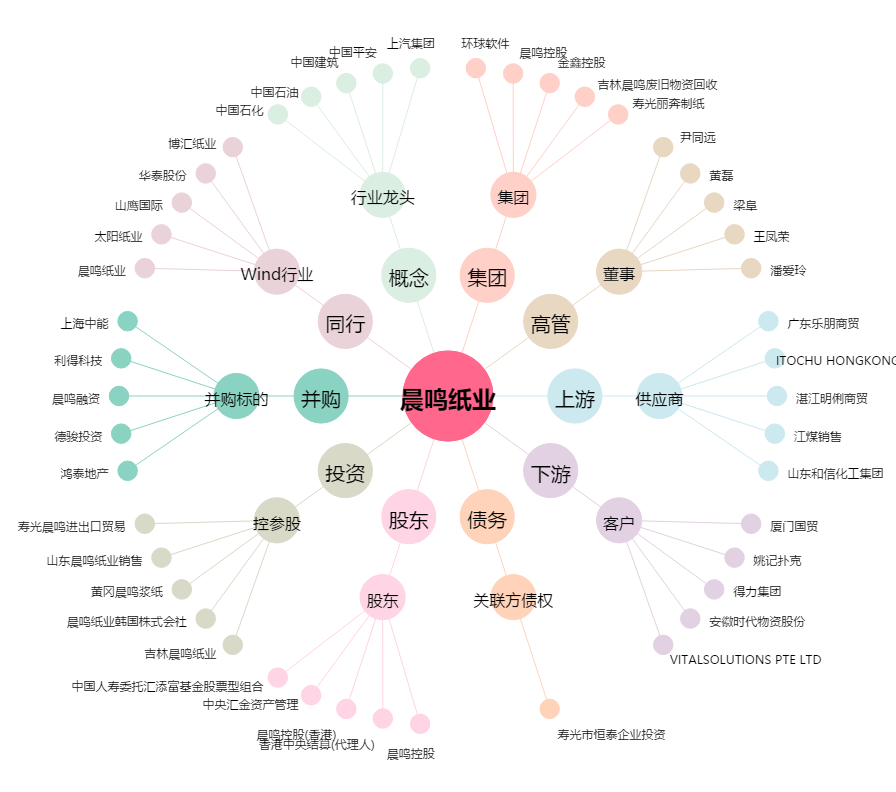 上汽集团
环球软件
中国平安
晨鸣控股
中国建筑
金鑫控股
中国石油
吉林晨鸣废旧物资回收
中国石化
寿光丽奔制纸
博汇纸业
尹同远
华泰股份
黄磊
行业龙头
集团
山鹰国际
梁阜
太阳纸业
王凤荣
晨鸣纸业
Wind行业
概念
集团
董事
潘爱玲
上海中能
同行
高管
广东乐朋商贸
利得科技
ITOCHU HONGKONG
晨鸣融资
并购标的
并购
晨鸣纸业
上游
供应商
湛江明俐商贸
德骏投资
江煤销售
鸿泰地产
投资
下游
山东和信化工集团
寿光晨鸣进出口贸易
控参股
股东
债务
客户
厦门国贸
山东晨鸣纸业销售
姚记扑克
黄冈晨鸣浆纸
得力集团
股东
关联方债权
晨鸣纸业韩国株式会社
安徽时代物资股份
吉林晨鸣纸业
VITALSOLUTIONS PTE LTD
中国人寿委托汇添富基金股票型组合
中央汇金资产管理
晨鸣控股(香港)
寿光市恒泰企业投资
香港中央结算(代理人)
晨鸣控股